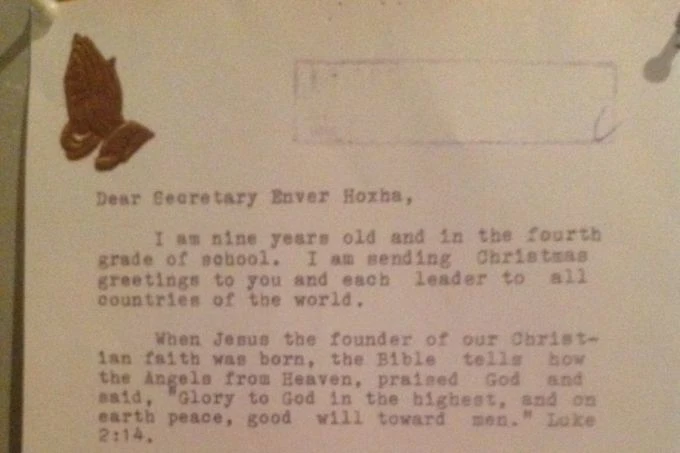 Dear Secretary Enver Hoxha,
I am nine years old and in the fourth
grade of school. I am sending Christmas
greetings to you and each leader to all
countries of the world.
When Jesus the founder of our Christ-
ian faith was born, the Bible tells how
the Angels from Heaven, praised God and
said, "Glory to God in the highest, and on
earth peace, good will toward men." Luke
2:14.